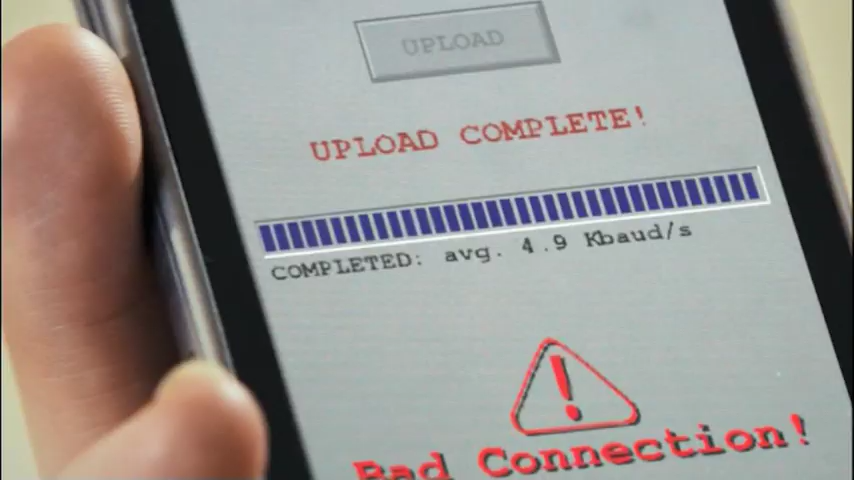 UPLOAD
UPLOAD COMPLETE!
COMPLETED: avg. 4.9 Kbaud/s
!
Bad Connection!